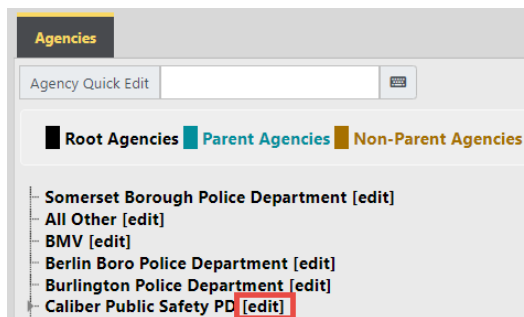 Agencies
Agency Quick Edit
Root Agencies Parent Agencies Non-Parent Agencies
Somerset Borough Police Department [edit]
All Other [edit]
BMV [edit]
Berlin Boro Police Department [edit]
Burlington Police Department [edit]
Caliber Public Safety PD [edit]